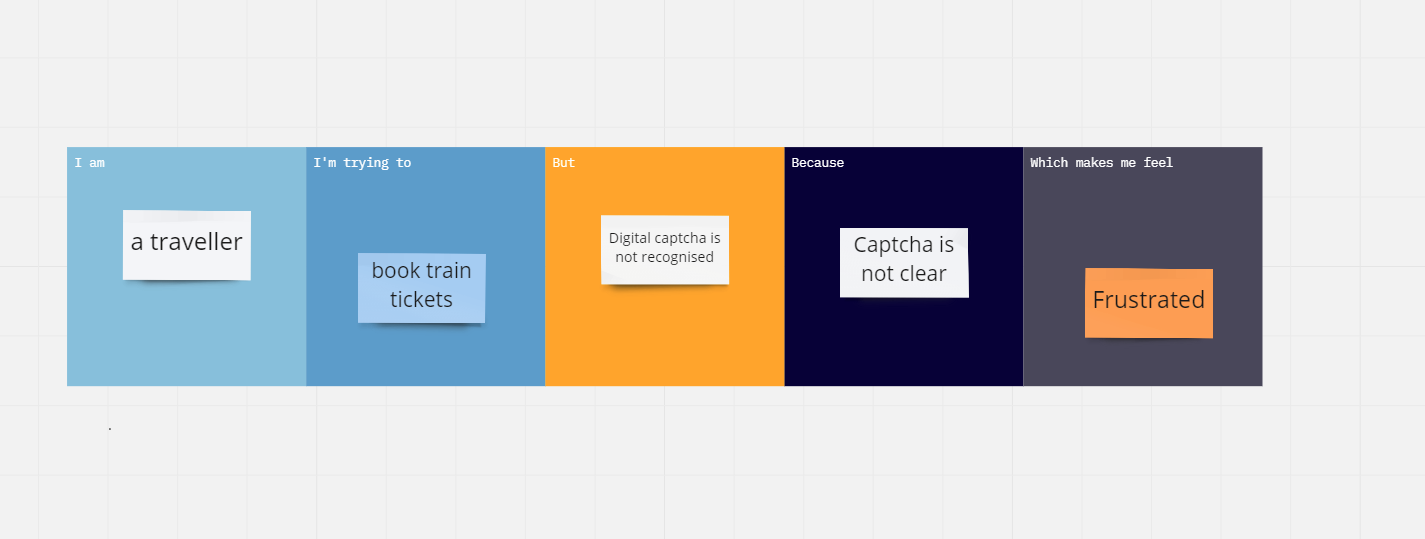 I am
a traveller
I'm trying to
book train
tickets
But
Digital captcha is
not recognised
Because
Captcha is
not clear
Which makes me feel
Frustrated
.